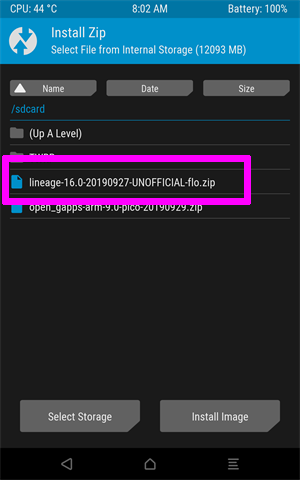 CPU: 44 °C 8:02 AM Battery: 100%
Install Zip
Select File from Internal Storage (12093 MB)
Name Date Size
/sdcard
(Up A Level)
TWRP
lineage-16.0-20190927-UNOFFICIAL-flo.zip
open_gapps-arm-9.0-pico-20190929.zip
Select Storage Install Image